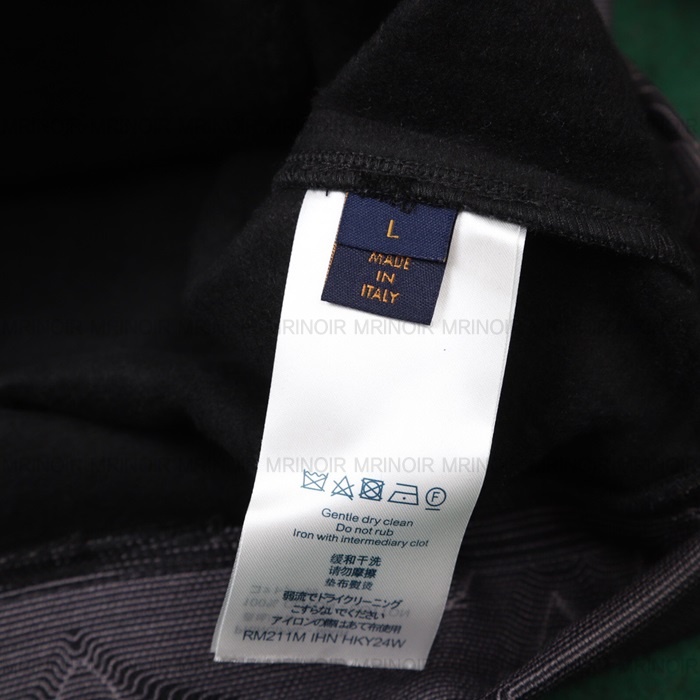 L
MADE
IN
ITALY
MRINOIR MRINOIR MRINOIR
MRINOIR MRINOIR MRINOIR
F
Gentle dry clean
Do not rub
Iron with intermediary clot
缓和干洗
请勿摩擦
垫布熨烫
弱流でドライクリーニング
こすらないでください
アイロンの際はあて布使用
RM211M IHN HKY24W